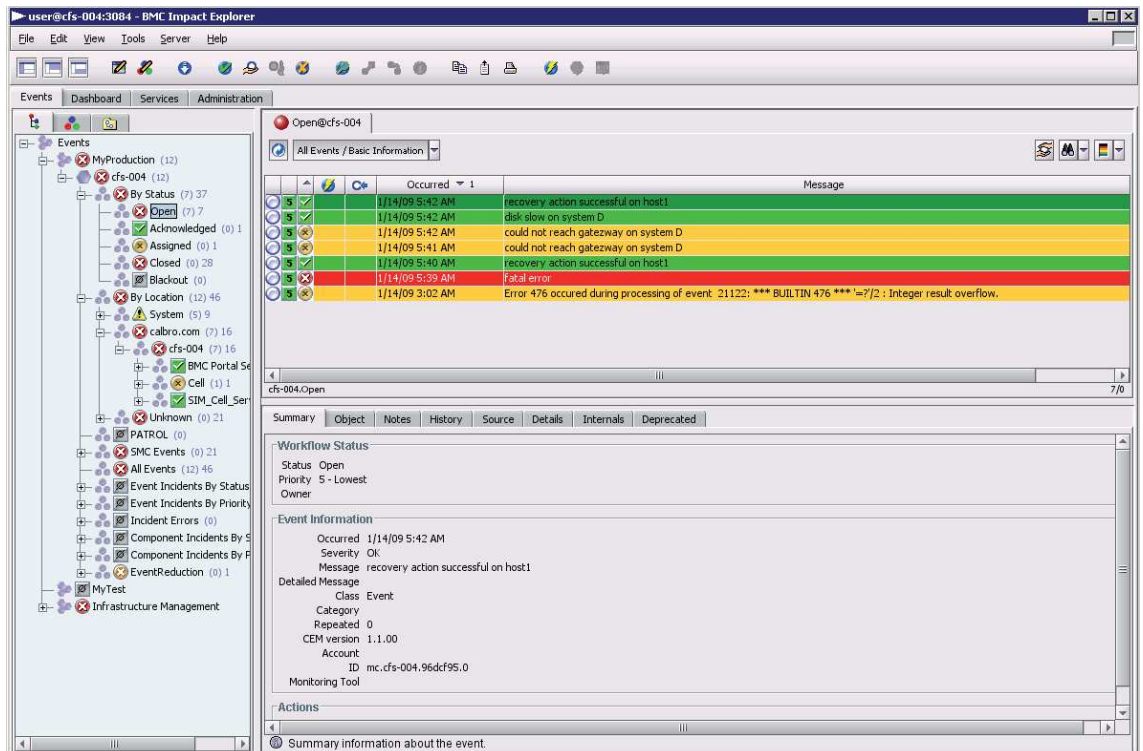 user@cfs-004:3084 - BMC Impact Explorer
File Edit View Tools Server Help
Events Dashboard Services Administration
Events
MyProduction (12)
cfs-004 (12)
By Status (7) 37
Open (7) 7
Acknowledged (0) 1
Assigned (0) 1
Closed (0) 28
Blackout (0)
By Location (12) 46
System (5) 9
calbro.com (7) 16
cfs-004 (7) 16
BMC Portal Se
Cell (1) 1
SIM_Cell_Ser
Unknown (0) 21
PATROL (0)
SMC Events (0) 21
All Events (12) 46
Event Incidents By Status
Event Incidents By Priority
Incident Errors (0)
Component Incidents By S
Component Incidents By P
EventReduction (0) 1
MyTest
Infrastructure Management
Open@cfs-004
All Events / Basic Information
Occurred 1 Message
5 1/14/09 5:42 AM recovery action successful on host1
5 1/14/09 5:42 AM disk slow on system D
5 1/14/09 5:42 AM could not reach gatezway on system D
5 1/14/09 5:41 AM could not reach gatezway on system D
5 1/14/09 5:40 AM recovery action successful on host1
5 1/14/09 5:39 AM fatal error
5 1/14/09 3:02 AM Error 476 occured during processing of event 21122: *** BUILTIN 476 *** '=?'/2 : Integer result overflow.
cfs-004.Open 7/0
Summary Object Notes History Source Details Internals Deprecated
Workflow Status
Status Open
Priority 5 - Lowest
Owner
Event Information
Occurred 1/14/09 5:42 AM
Severity OK
Message recovery action successful on host1
Detailed Message
Class Event
Category
Repeated 0
CEM version 1.1.00
Account
ID mc.cfs-004.96dcf95.0
Monitoring Tool
Actions
Summary information about the event.